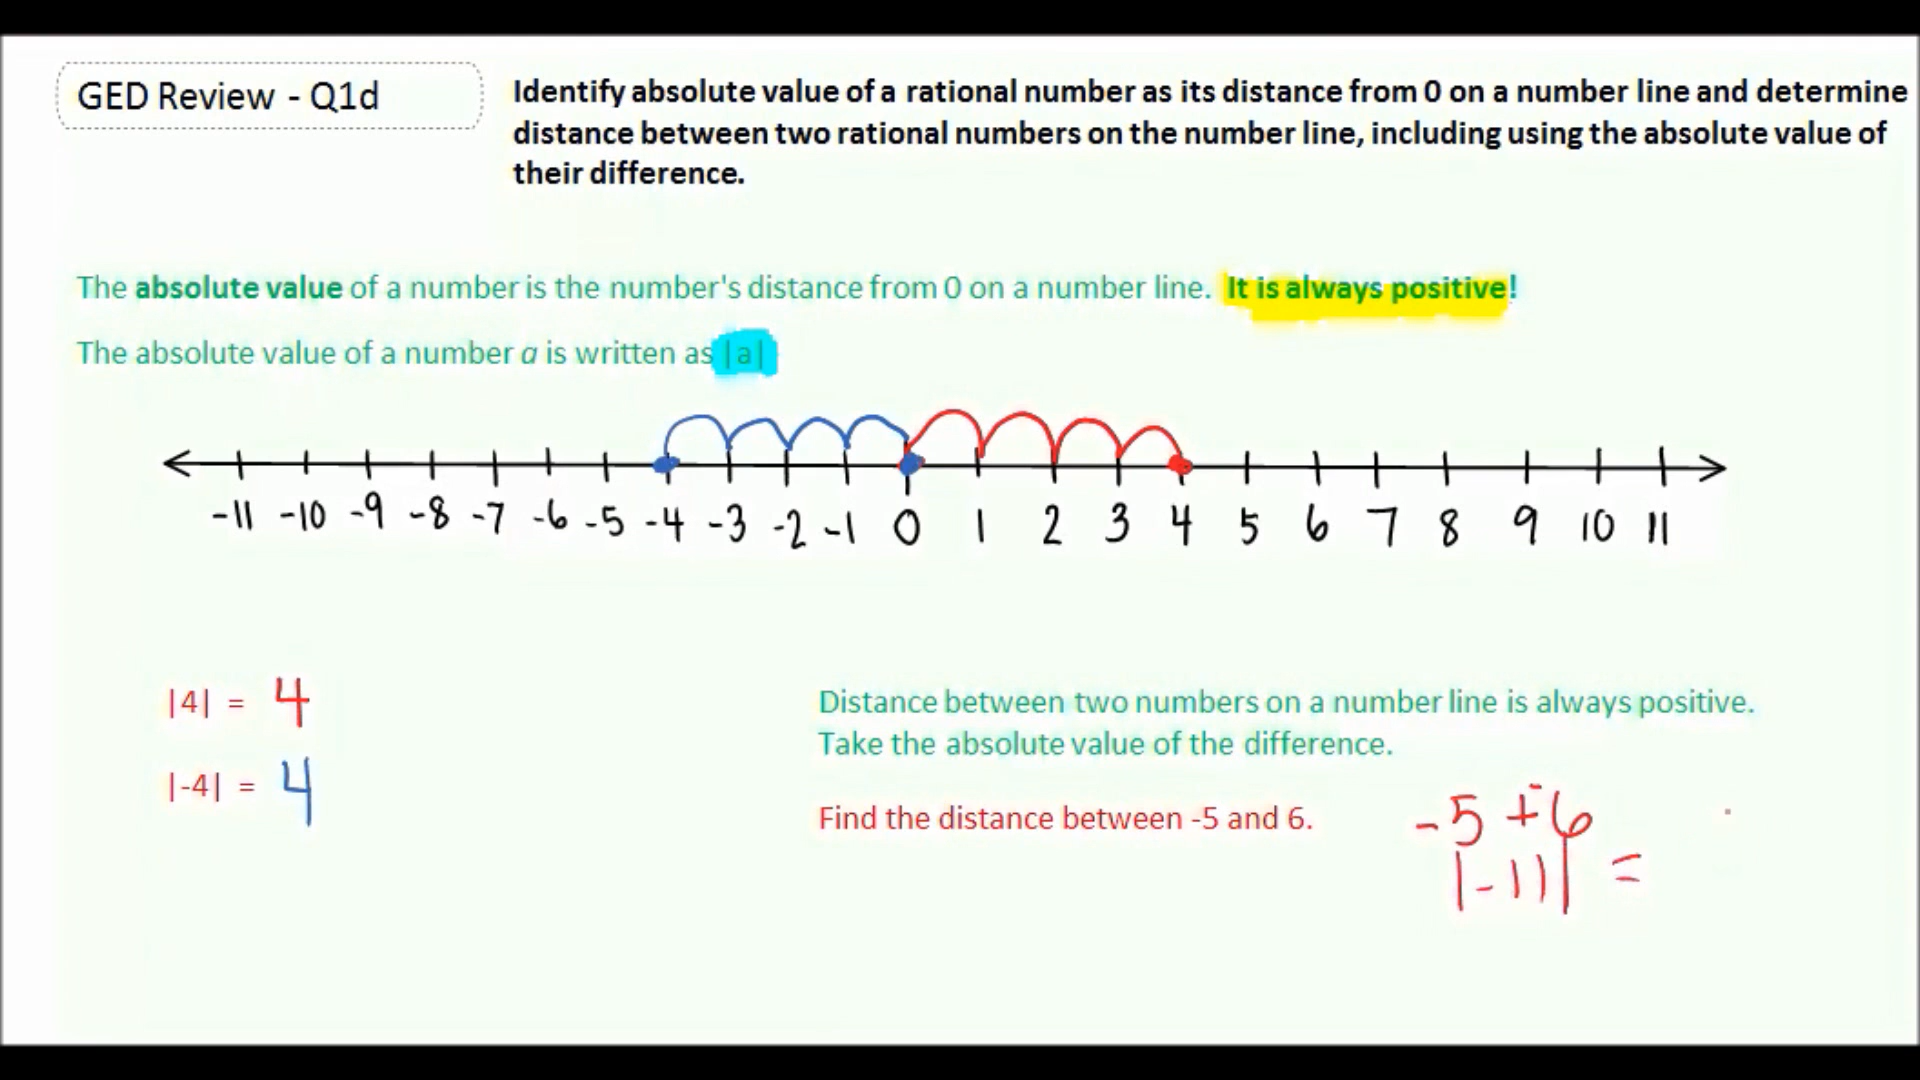 GED Review - Q1d
Identify absolute value of a rational number as its distance from 0 on a number line and determine
distance between two rational numbers on the number line, including using the absolute value of
their difference.
The absolute value of a number is the number's distance from 0 on a number line. It is always positive!
The absolute value of a number a is written as |a|
-11 -10 -9 -8 -7 -6 -5 -4 -3 -2 -1 0 1 2 3 4 5 6 7 8 9 10 11
|4| = 4
|-4| = 4
Distance between two numbers on a number line is always positive.
Take the absolute value of the difference.
Find the distance between -5 and 6.
-5 + -6
|-11| =